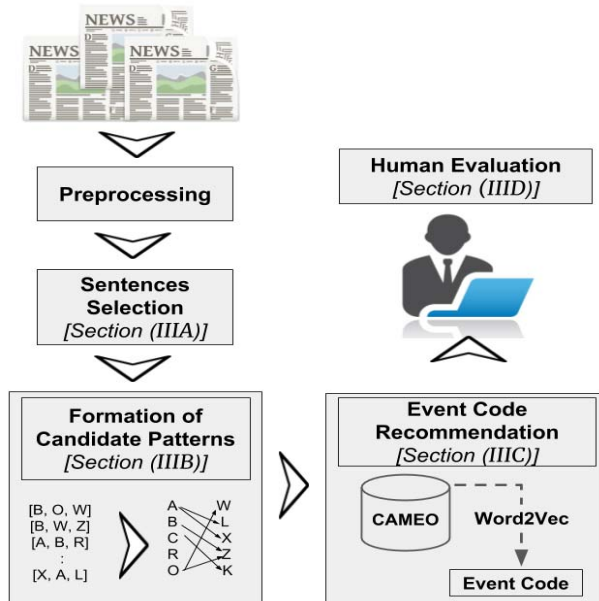 NEWS
NEWS
NEWS
Preprocessing
Sentences
Selection
[Section (IIIA)]
Formation of
Candidate Patterns
[Section (IIIB)]
[B, O, W]
[B, W, Z]
[A, B, R]
:
[X, A, L]
A
B
C
R
O
W
L
X
Z
K
Human Evaluation
[Section (IIID)]
Event Code
Recommendation
[Section (IIIC)]
CAMEO
Word2Vec
Event Code